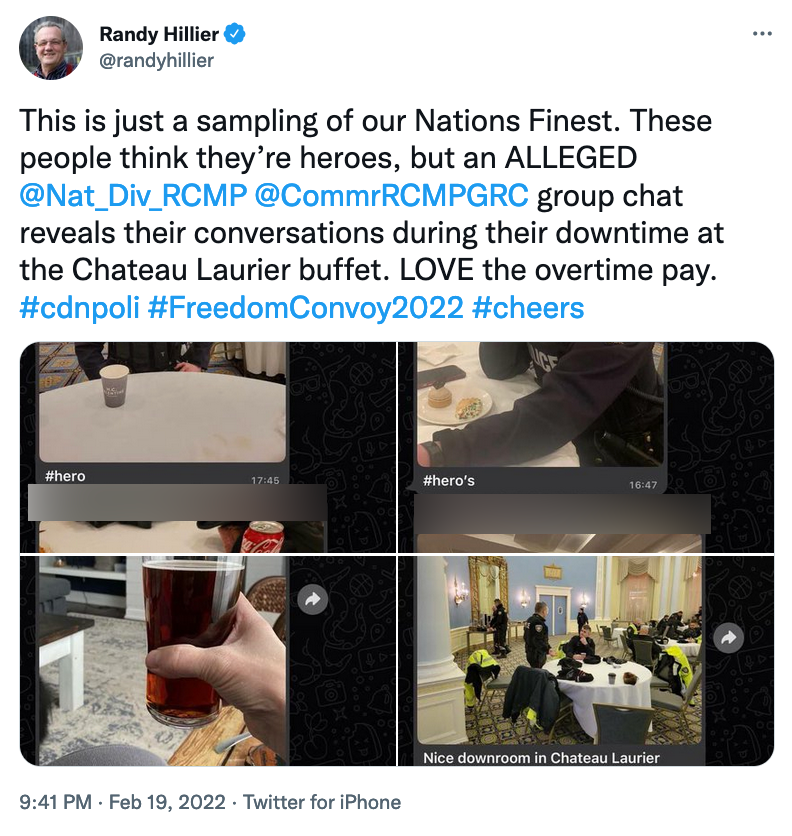 Randy Hillier
@randyhillier
This is just a sampling of our Nations Finest. These
people think they’re heroes, but an ALLEGED
@Nat_Div_RCMP @CommrRCMPGRC group chat
reveals their conversations during their downtime at
the Chateau Laurier buffet. LOVE the overtime pay.
#cdnpoli #FreedomConvoy2022 #cheers
#hero
17:45
#hero's
16:47
Nice downroom in Chateau Laurier
9:41 PM · Feb 19, 2022 · Twitter for iPhone